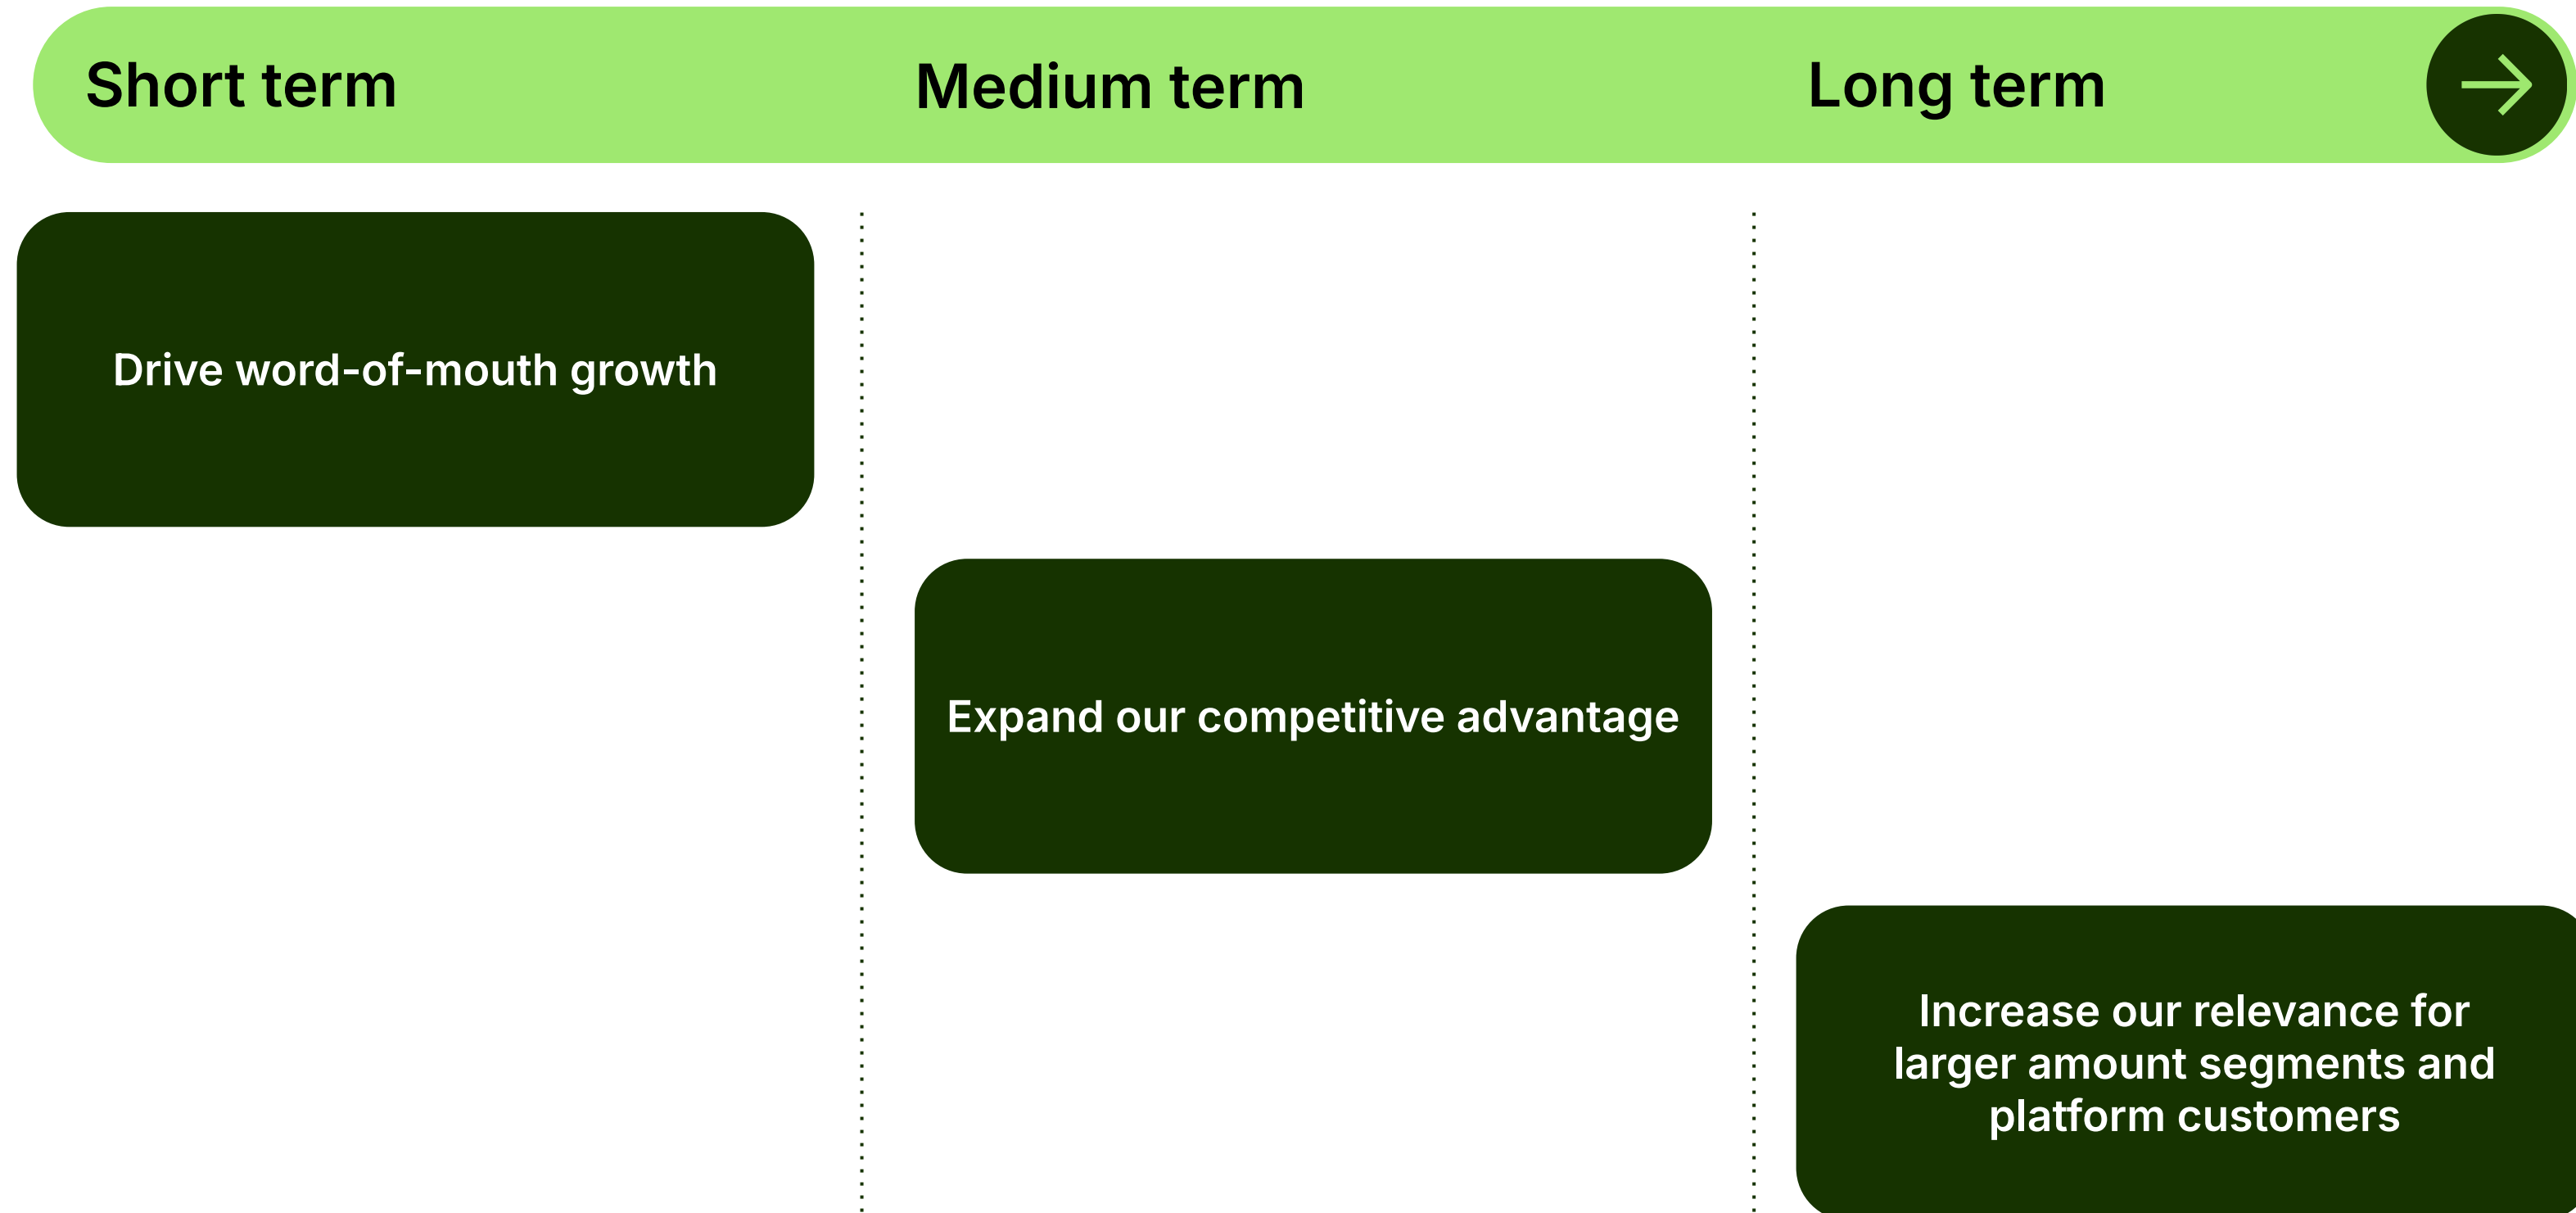 Short term
Medium term
Long term
Drive word-of-mouth growth
Expand our competitive advantage
Increase our relevance for
larger amount segments and
platform customers